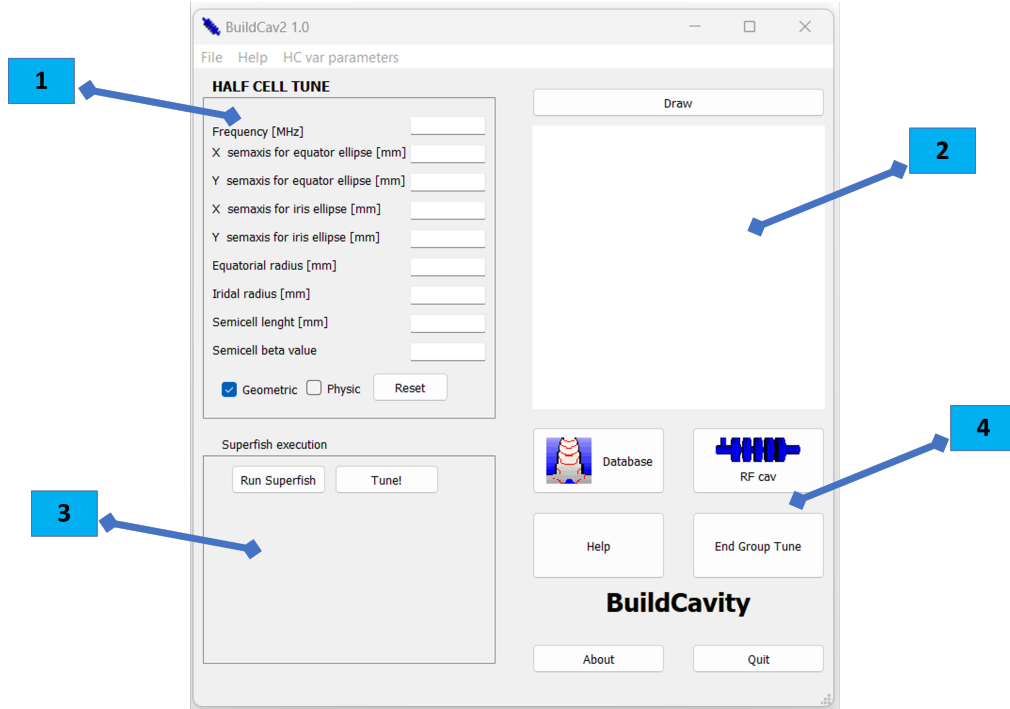 BuildCav2 1.0
File Help HC var parameters
HALF CELL TUNE
1
Frequency [MHz]
X semaxis for equator ellipse [mm]
Y semaxis for equator ellipse [mm]
X semaxis for iris ellipse [mm]
Y semaxis for iris ellipse [mm]
Equatorial radius [mm]
Iridal radius [mm]
Semicell lenght [mm]
Semicell beta value
Geometric Physic Reset
Superfish execution
Run Superfish Tune!
3
Draw
2
Database RF cav
4
Help End Group Tune
BuildCavity
About Quit